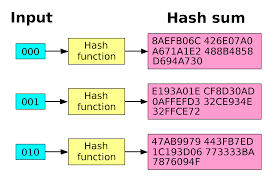 Input
Hash sum
000
Hash
function
8AEFB06C 426E07A0
A671A1E2 488B4858
D694A730
001
Hash
function
E193A01E CF8D30AD
0AFFEFD3 32CE934E
32FFCE72
010
Hash
function
47AB9979 443FB7ED
1C193D06 773333BA
7876094F